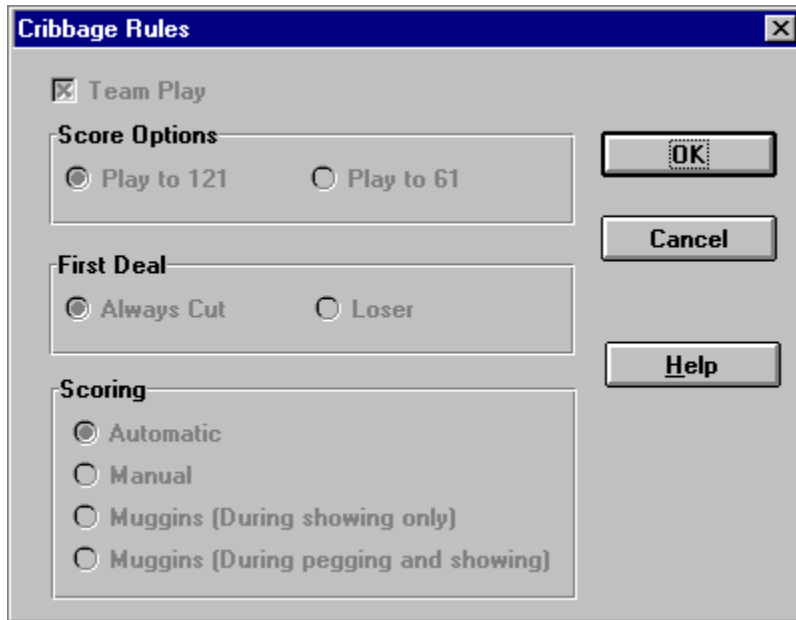 Cribbage Rules
Team Play
Score Options
Play to 121 Play to 61
OK
Cancel
First Deal
Always Cut Loser
Help
Scoring
Automatic
Manual
Muggins (During showing only)
Muggins (During pegging and showing)